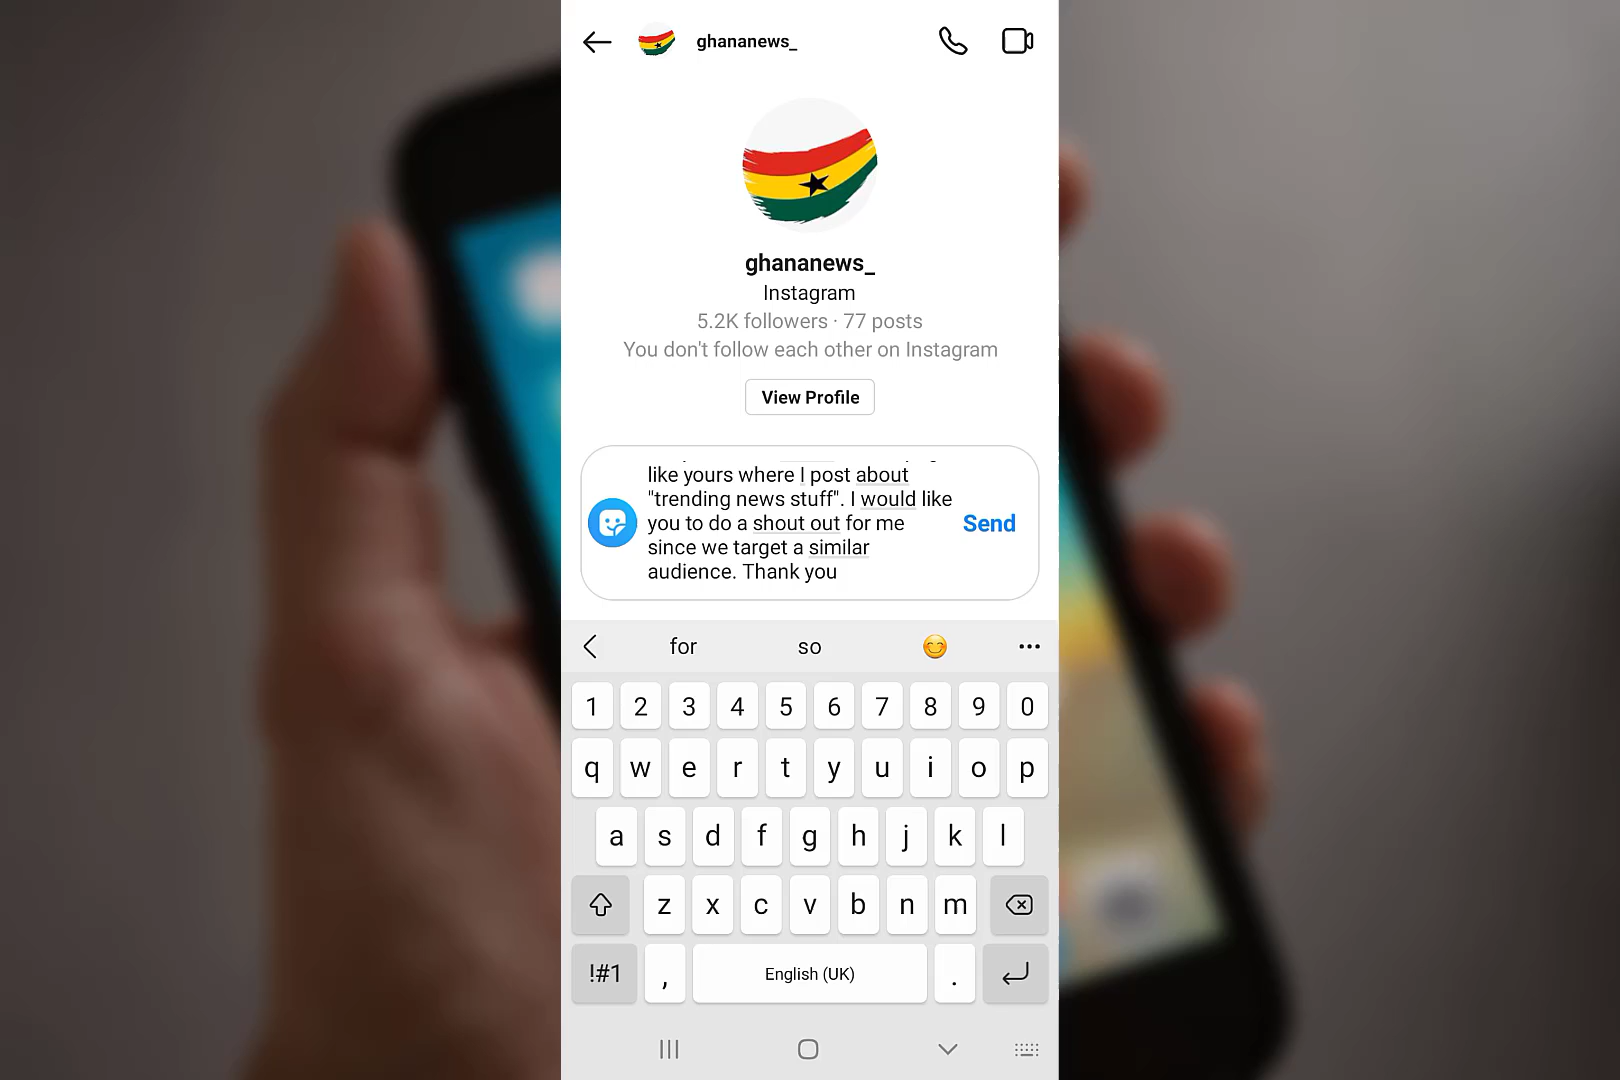 ghananews_
ghananews_
Instagram
5.2K followers · 77 posts
You don't follow each other on Instagram
View Profile
like yours where I post about
"trending news stuff". I would like
you to do a shout out for me
since we target a similar
audience. Thank you
Send
for so 😊
1 2 3 4 5 6 7 8 9 0
q w e r t y u i o p
a s d f g h j k l
z x c v b n m
!#1 , English (UK) .